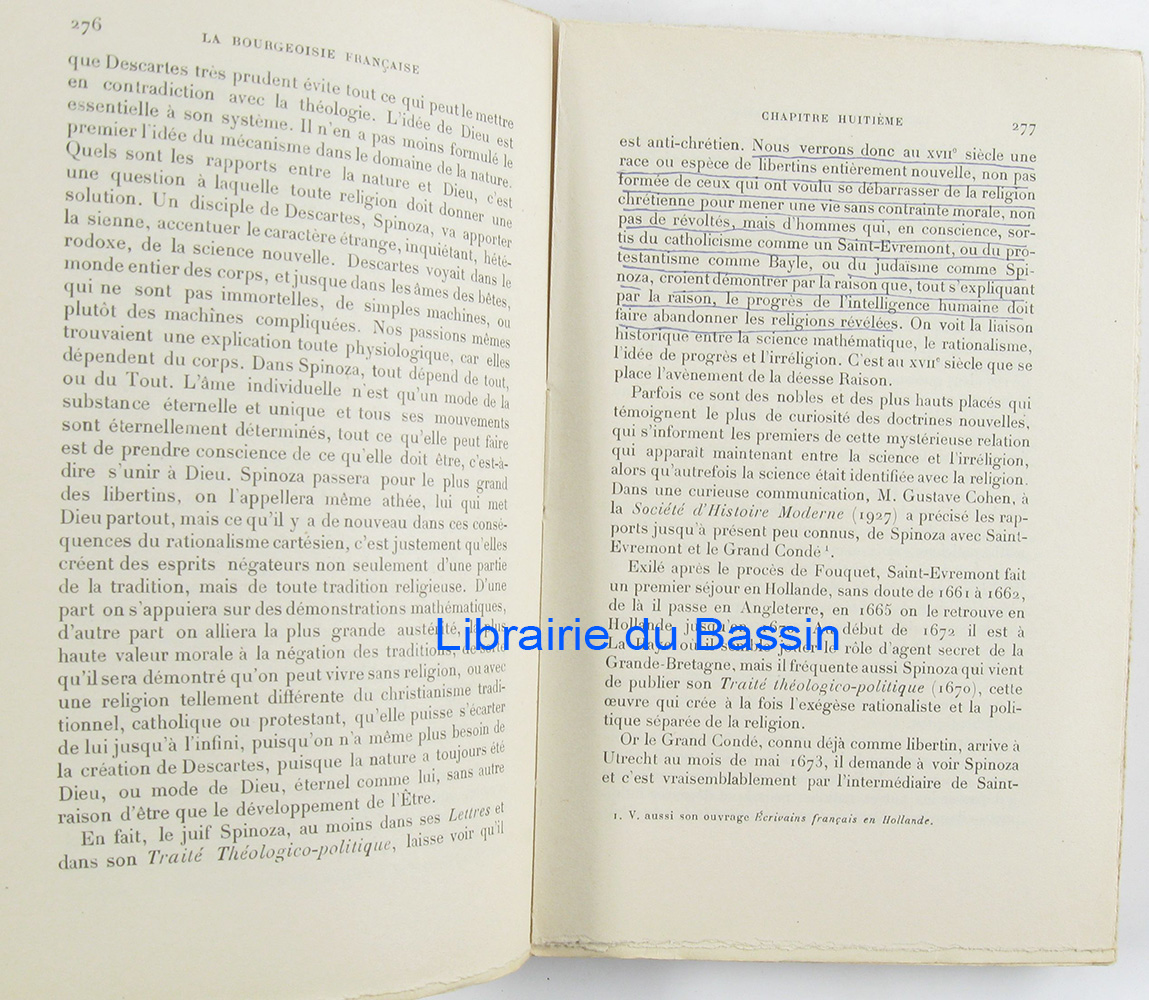 276
LA BOURGEOISIE FRANÇAISE
que Descartes très prudent évite tout ce qui peut le mettre
en contradiction avec la théologie. L'idée de Dieu est
essentielle à son système. Il n'en a pas moins formulé le
premier l'idée du mécanisme dans le domaine de la nature.
Quels sont les rapports entre la nature et Dieu, c'est
une question à laquelle toute religion doit donner une
solution. Un disciple de Descartes, Spinoza, va apporter
la sienne, accentuer le caractère étrange, inquiétant, hété-
rodoxe, de la science nouvelle. Descartes voyait dans le
monde entier des corps, et jusque dans les âmes des bêtes,
qui ne sont pas immortelles, de simples machines, ou
plutôt des machines compliquées. Nos passions mêmes
trouvaient une explication toute physiologique, car elles
dépendent du corps. Dans Spinoza, tout dépend de tout,
ou du Tout. L'âme individuelle n'est qu'un mode de la
substance éternelle et unique et tous ses mouvements
sont éternellement déterminés, tout ce qu'elle peut faire
est de prendre conscience de ce qu'elle doit être, c'est-à-
dire s'unir à Dieu. Spinoza passera pour le plus grand
des libertins, on l'appellera même athée, lui qui met
Dieu partout, mais ce qu'il y a de nouveau dans ces consé-
quences du rationalisme cartésien, c'est justement qu'elles
créent des esprits négateurs non seulement d'une partie
de la tradition, mais de toute tradition religieuse. D'une
part on s'appuiera sur des démonstrations mathématiques,
d'autre part on alliera la plus grande austérité, la plus
haute valeur morale à la négation des traditions, de sorte
qu'il sera démontré qu'on peut vivre sans religion, ou avec
une religion tellement différente du christianisme tradi-
tionnel, catholique ou protestant, qu'elle puisse s'écarter
de lui jusqu'à l'infini, puisqu'on n'a même plus besoin de
la création de Descartes, puisque la nature a toujours été
Dieu, ou mode de Dieu, éternel comme lui, sans autre
raison d'être que le développement de l'Être.
En fait, le juif Spinoza, au moins dans ses Lettres et
dans son Traité Théologico-politique, laisse voir qu'il
CHAPITRE HUITIÈME
277
est anti-chrétien. Nous verrons donc au XVIIe siècle une
race ou espèce de libertins entièrement nouvelle, non pas
formée de ceux qui ont voulu se débarrasser de la religion
chrétienne pour mener une vie sans contrainte morale, non
pas de révoltés, mais d'hommes qui, en conscience, sor-
tis du catholicisme comme un Saint-Evremont, ou du pro-
testantisme comme Bayle, ou du judaïsme comme Spi-
noza, croient démontrer par la raison que, tout s'expliquant
par la raison, le progrès de l'intelligence humaine doit
faire abandonner les religions révélées. On voit la liaison
historique entre la science mathématique, le rationalisme,
l'idée de progrès et l'irréligion. C'est au XVIIe siècle que se
place l'avènement de la déesse Raison.
Parfois ce sont des nobles et des plus hauts placés qui
témoignent le plus de curiosité des doctrines nouvelles,
qui s'informent les premiers de cette mystérieuse relation
qui apparaît maintenant entre la science et l'irréligion,
alors qu'autrefois la science était identifiée avec la religion.
Dans une curieuse communication, M. Gustave Cohen, à
la Société d'Histoire Moderne (1927) a précisé les rap-
ports jusqu'à présent peu connus, de Spinoza avec Saint-
Evremont et le Grand Condé 1.
Exilé après le procès de Fouquet, Saint-Evremont fait
un premier séjour en Hollande, sans doute de 1661 à 1662,
de là il passe en Angleterre, en 1665 on le retrouve en
Hollande jusqu'en 1670. Au début de 1672 il est à
La Haye où il semble jouer le rôle d'agent secret de la
Grande-Bretagne, mais il fréquente aussi Spinoza qui vient
de publier son Traité théologico-politique (1670), cette
œuvre qui crée à la fois l'exégèse rationaliste et la poli-
tique séparée de la religion.
Or le Grand Condé, connu déjà comme libertin, arrive à
Utrecht au mois de mai 1673, il demande à voir Spinoza
et c'est vraisemblablement par l'intermédiaire de Saint-
1. V. aussi son ouvrage Écrivains français en Hollande.
Librairie du Bassin